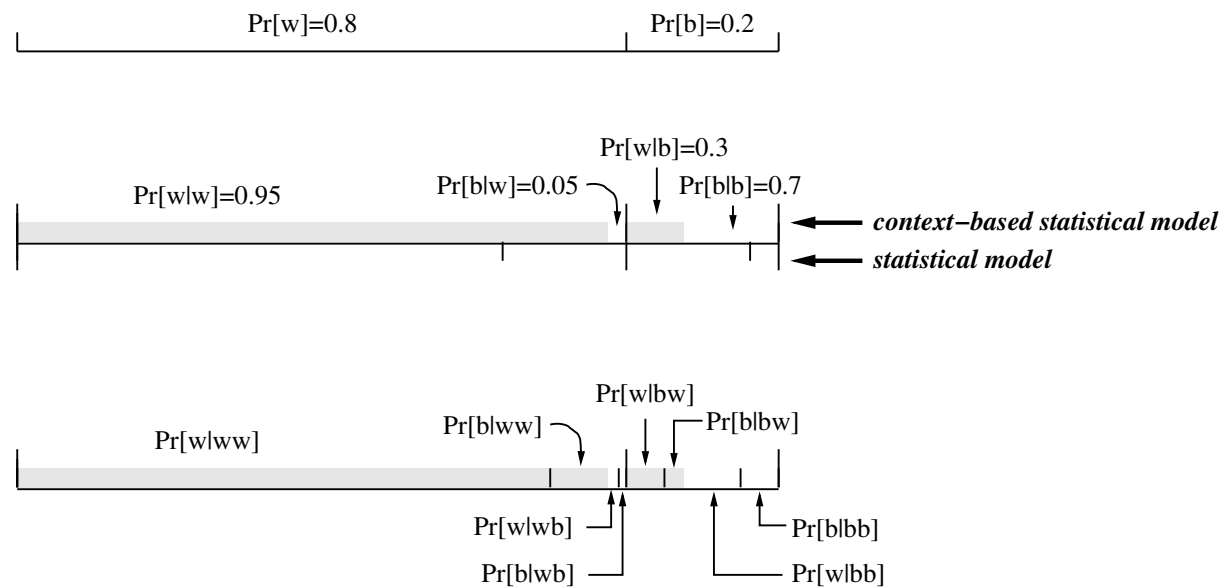 Pr[w]=0.8
Pr[b]=0.2
Pr[w|b]=0.3
Pr[w|w]=0.95
Pr[b|w]=0.05
Pr[b|b]=0.7
context−based statistical model
statistical model
Pr[w|bw]
Pr[w|ww]
Pr[b|ww]
Pr[b|bw]
Pr[w|wb]
Pr[b|bb]
Pr[b|wb]
Pr[w|bb]